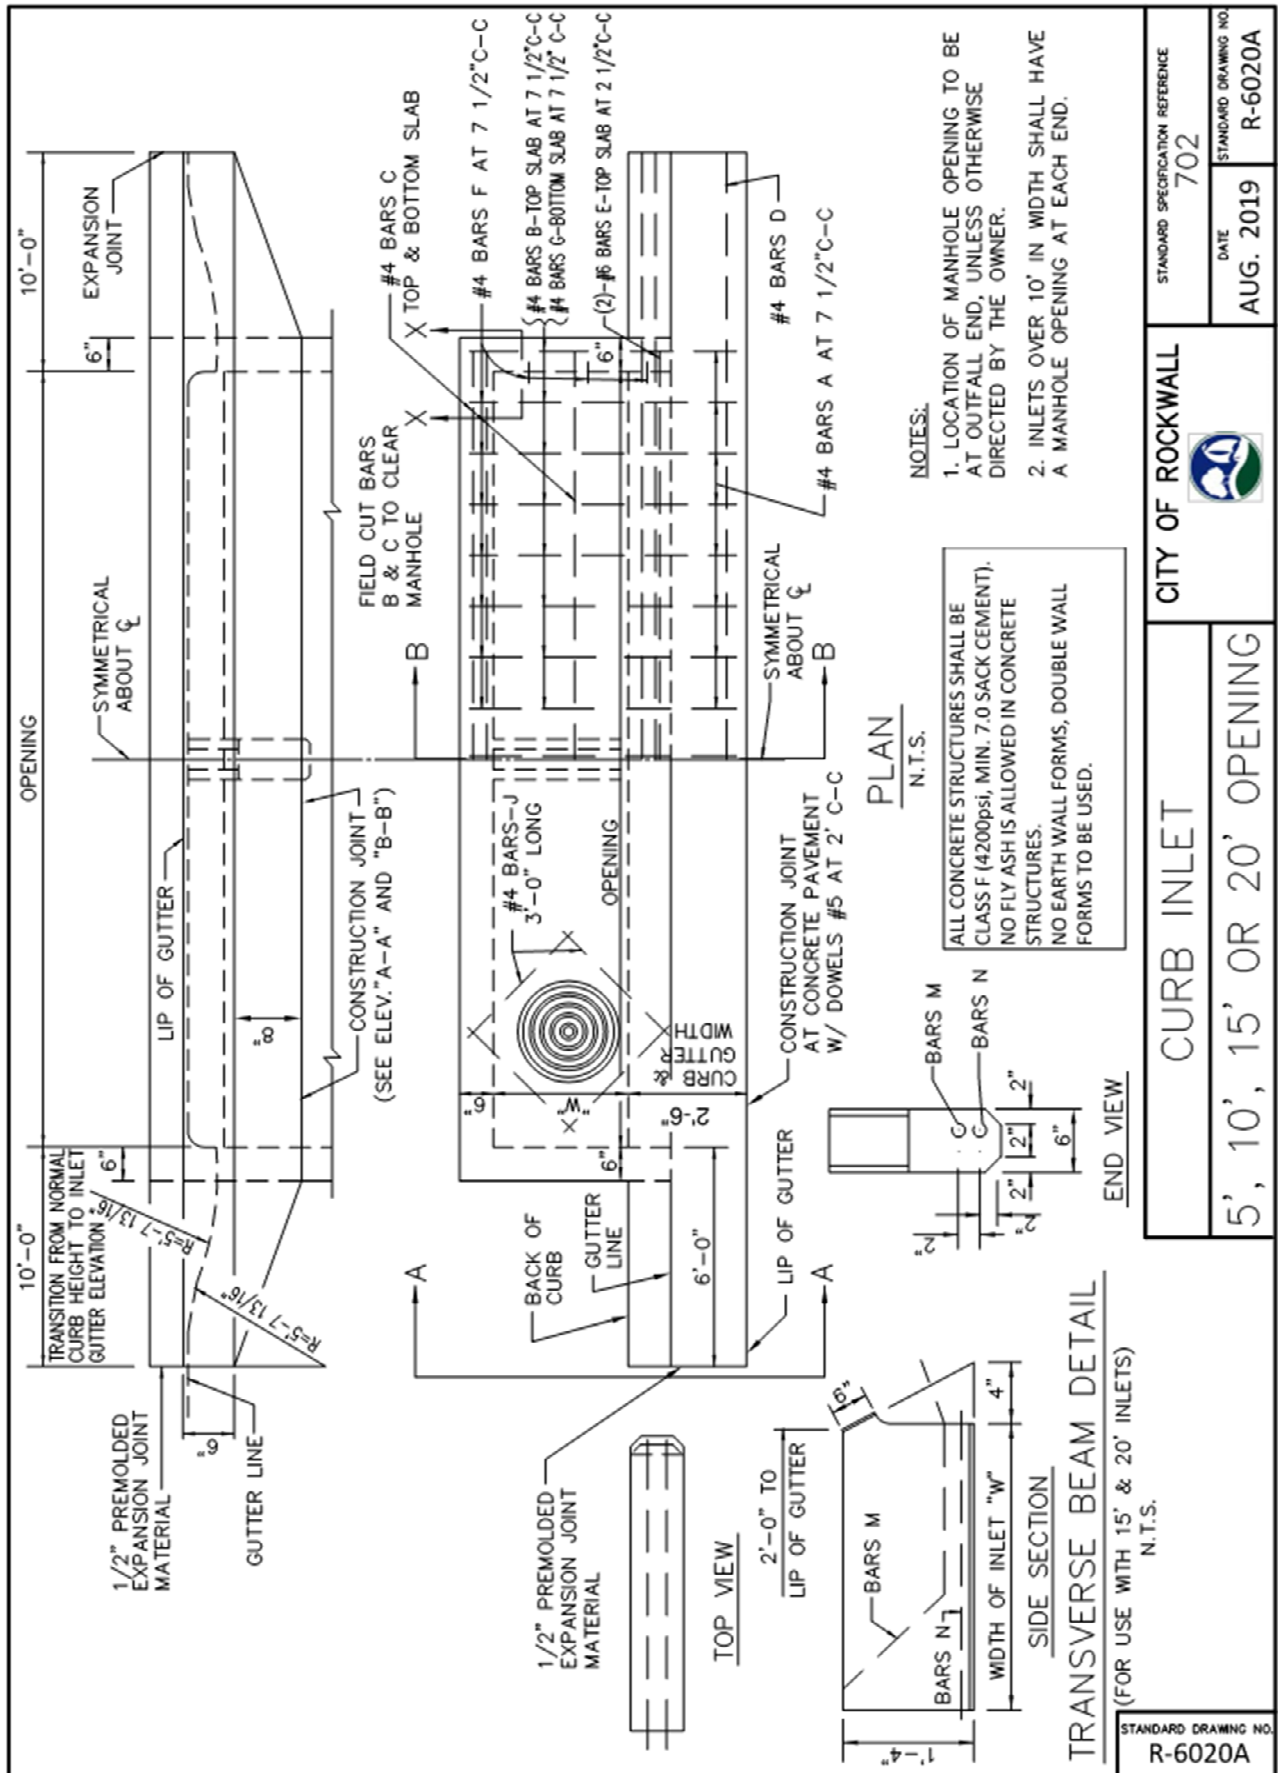 OPENING
10'-0"
10'-0"
TRANSITION FROM NORMAL
CURB HEIGHT TO INLET
GUTTER ELEVATION
6"
6"
R=5'-7 13/16"
R=5'-7 13/16"
LIP OF GUTTER
SYMMETRICAL
ABOUT ℄
EXPANSION
JOINT
1/2" PREMOLDED
EXPANSION JOINT
MATERIAL
6"
GUTTER LINE
8"
CONSTRUCTION JOINT
(SEE ELEV. "A-A" AND "B-B")
FIELD CUT BARS
B & C TO CLEAR
MANHOLE
#4 BARS C
TOP & BOTTOM SLAB
#4 BARS F AT 7 1/2"C-C
#4 BARS B-TOP SLAB AT 7 1/2"C-C
#4 BARS G-BOTTOM SLAB AT 7 1/2" C-C
(2)-#6 BARS E-TOP SLAB AT 2 1/2"C-C
X
X
A
B
BACK OF
CURB
GUTTER
LINE
6'-0"
6"
"W"
2'-6"
CURB &
GUTTER
WIDTH
6"
6"
#4 BARS-J
3'-0" LONG
OPENING
#4 BARS D
#4 BARS A AT 7 1/2"C-C
SYMMETRICAL
ABOUT ℄
A
B
LIP OF GUTTER
CONSTRUCTION JOINT
AT CONCRETE PAVEMENT
W/ DOWELS #5 AT 2' C-C
1/2" PREMOLDED
EXPANSION JOINT
MATERIAL
PLAN
N.T.S.
TOP VIEW
2'-0" TO
LIP OF GUTTER
6"
BARS M
BARS N
1'-4"
WIDTH OF INLET "W"
4"
SIDE SECTION
TRANSVERSE BEAM DETAIL
(FOR USE WITH 15' & 20' INLETS)
N.T.S.
BARS M
BARS N
2"
2"
2"
2"
2"
6"
END VIEW
ALL CONCRETE STRUCTURES SHALL BE
CLASS F (4200psi, MIN. 7.0 SACK CEMENT).
NO FLY ASH IS ALLOWED IN CONCRETE
STRUCTURES.
NO EARTH WALL FORMS, DOUBLE WALL
FORMS TO BE USED.
NOTES:
1. LOCATION OF MANHOLE OPENING TO BE
AT OUTFALL END, UNLESS OTHERWISE
DIRECTED BY THE OWNER.
2. INLETS OVER 10' IN WIDTH SHALL HAVE
A MANHOLE OPENING AT EACH END.
CURB INLET
5', 10', 15' OR 20' OPENING
CITY OF ROCKWALL
STANDARD SPECIFICATION REFERENCE
702
DATE
AUG. 2019
STANDARD DRAWING NO.
R-6020A
STANDARD DRAWING NO.
R-6020A